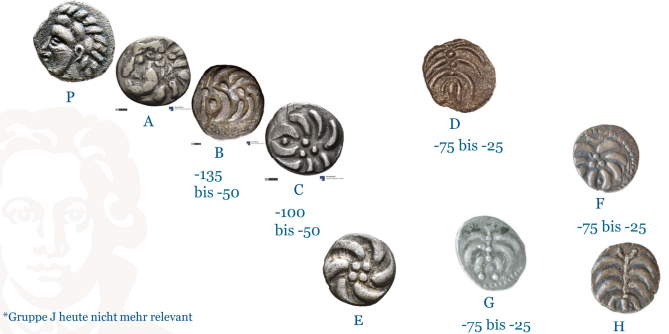 P
A
B
-135
bis -50
C
-100
bis -50
D
-75 bis -25
E
F
-75 bis -25
G
-75 bis -25
H
*Gruppe J heute nicht mehr relevant